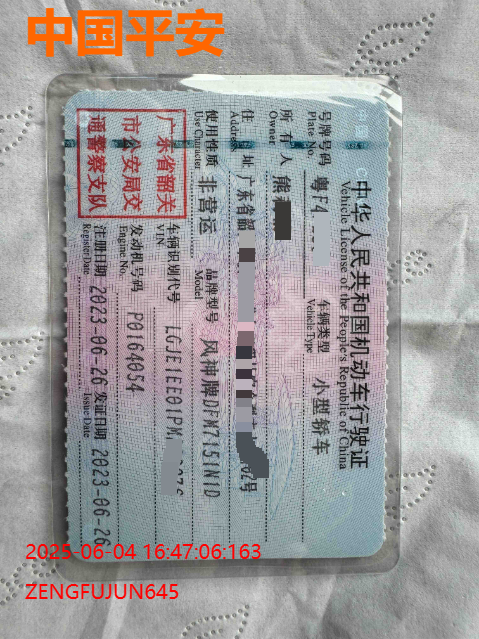 中国平安
中华人民共和国机动车行驶证
Vehicle License of the People's Republic of China
号牌号码 粤F4 车辆类型 小型轿车
Plate No. Vehicle Type
所有人 熊
Owner
住址 广东省韶 号
Address
使用性质 非营运 品牌型号 风神牌DFM7151N1D
Use Character Model
广东省韶关
市公安局交
通警察支队
车辆识别代号 LGJE1EE01PM
VIN
发动机号码 P0164054
Engine No.
注册日期 2023-06-26 发证日期 2023-06-26
Register Date Issue Date
2025-06-04 16:47:06:163
ZENGFUJUN645